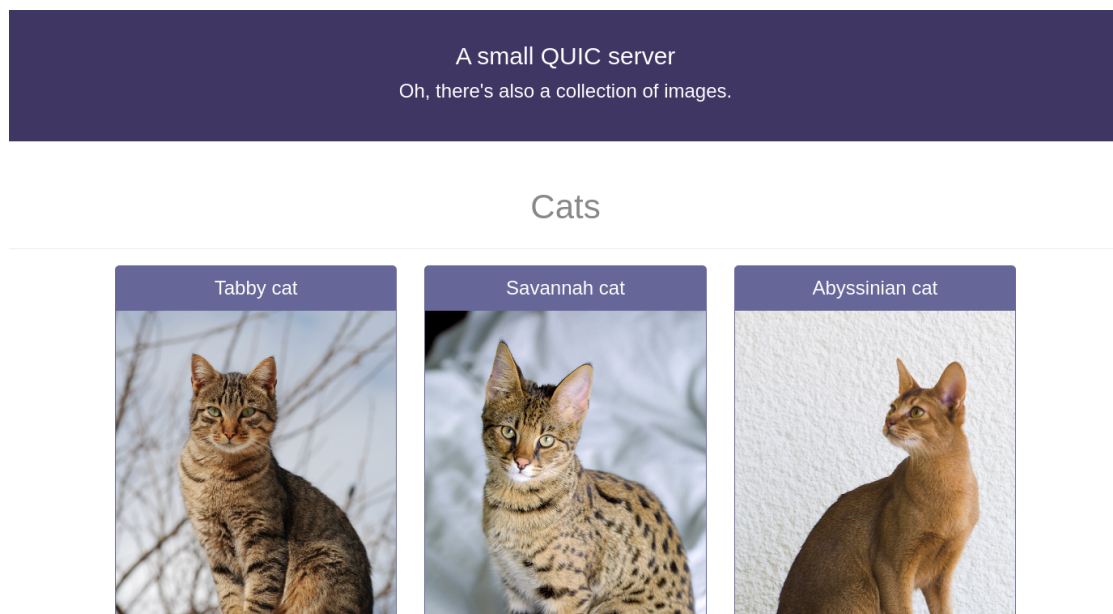 A small QUIC server
Oh, there's also a collection of images.
Cats
Tabby cat
Savannah cat
Abyssinian cat